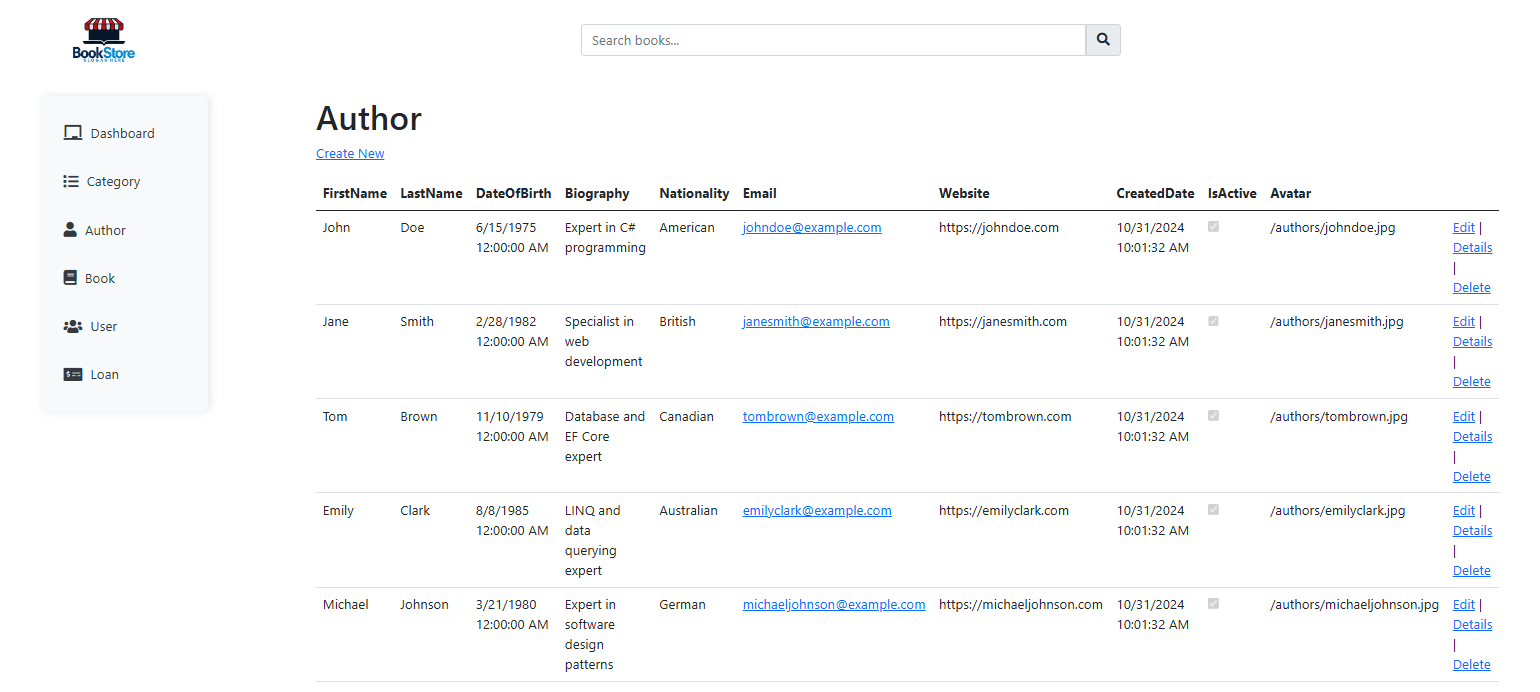 BookStore
SLOGAN HERE
Search books...
Dashboard
Category
Author
Book
User
Loan
Author
Create New
FirstName LastName DateOfBirth Biography Nationality Email Website CreatedDate IsActive Avatar
John Doe 6/15/1975 Expert in C# American johndoe@example.com https://johndoe.com 10/31/2024 /authors/johndoe.jpg Edit |
12:00:00 AM programming 10:01:32 AM Details
|
Delete
Jane Smith 2/28/1982 Specialist in British janesmith@example.com https://janesmith.com 10/31/2024 /authors/janesmith.jpg Edit |
12:00:00 AM web 10:01:32 AM Details
development |
Delete
Tom Brown 11/10/1979 Database and Canadian tombrown@example.com https://tombrown.com 10/31/2024 /authors/tombrown.jpg Edit |
12:00:00 AM EF Core 10:01:32 AM Details
expert |
Delete
Emily Clark 8/8/1985 LINQ and Australian emilyclark@example.com https://emilyclark.com 10/31/2024 /authors/emilyclark.jpg Edit |
12:00:00 AM data 10:01:32 AM Details
querying |
expert Delete
Michael Johnson 3/21/1980 Expert in German michaeljohnson@example.com https://michaeljohnson.com 10/31/2024 /authors/michaeljohnson.jpg Edit |
12:00:00 AM software 10:01:32 AM Details
design |
patterns Delete